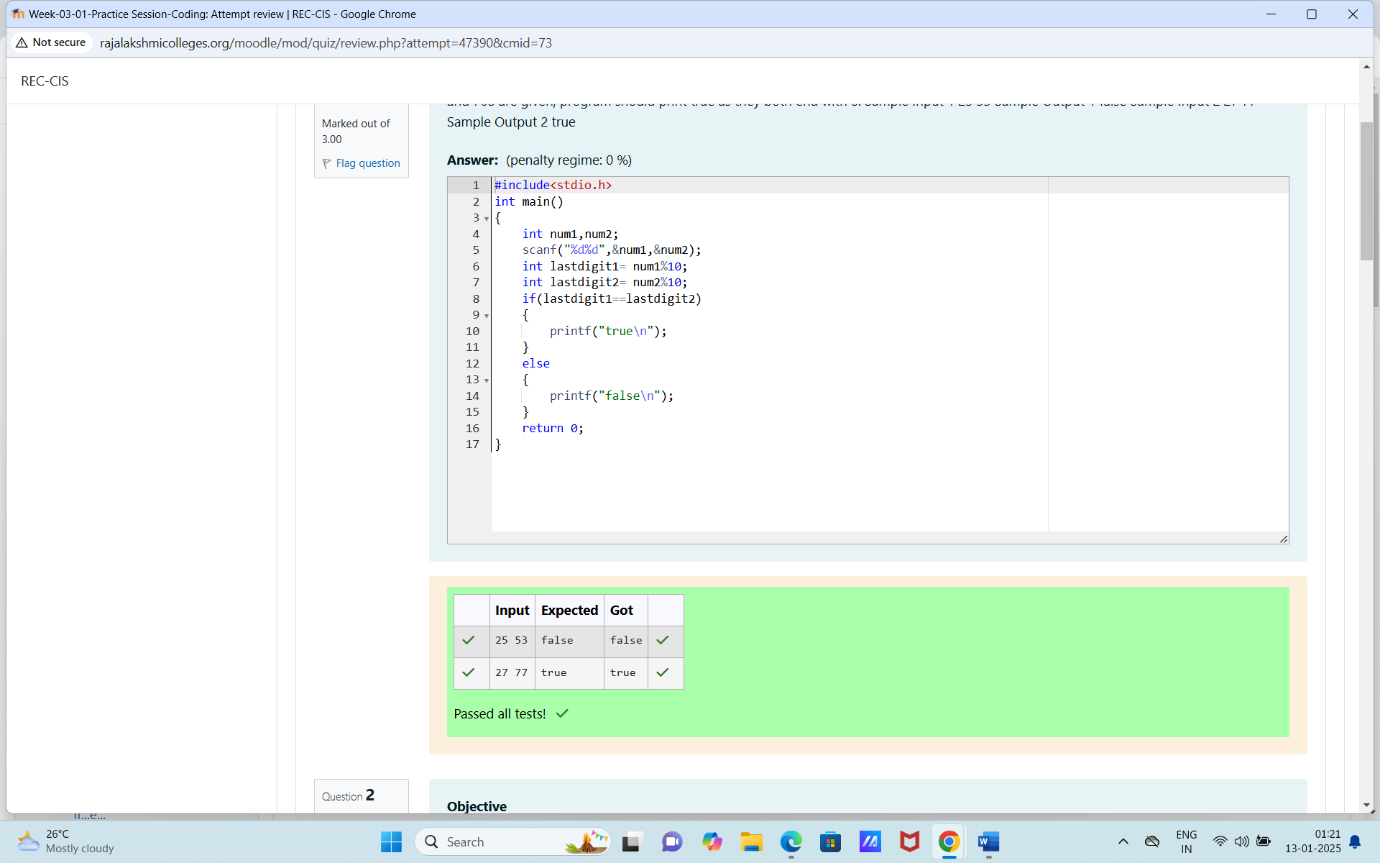 Week-03-01-Practice Session-Coding: Attempt review | REC-CIS - Google Chrome
Not secure rajalakshmicolleges.org/moodle/mod/quiz/review.php?attempt=47390&cmid=73
REC-CIS
Marked out of
3.00
Flag question
Sample Output 2 true
Answer: (penalty regime: 0 %)
1 #include<stdio.h>
2 int main()
3 {
4 int num1,num2;
5 scanf("%d%d",&num1,&num2);
6 int lastdigit1= num1%10;
7 int lastdigit2= num2%10;
8 if(lastdigit1==lastdigit2)
9 {
10 printf("true\n");
11 }
12 else
13 {
14 printf("false\n");
15 }
16 return 0;
17 }
Input Expected Got
25 53 false false
27 77 true true
Passed all tests!
Question 2
Objective
26°C
Mostly cloudy
Search
ENG
IN
01:21
13-01-2025